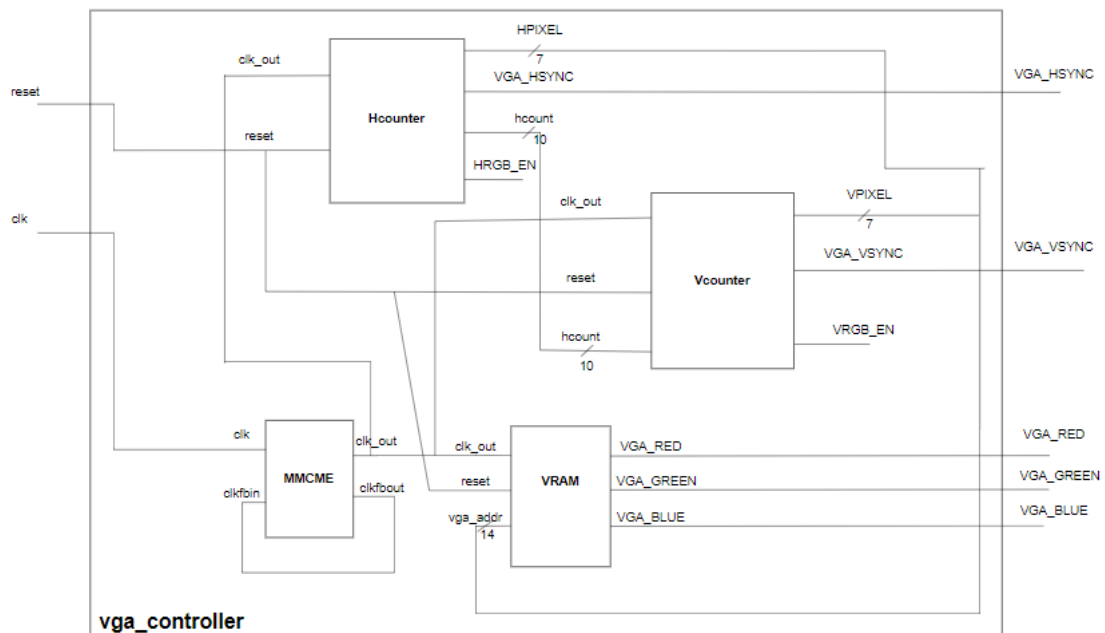 HPIXEL
7
clk_out
VGA_HSYNC
VGA_HSYNC
reset
Hcounter
hcount
10
reset
HRGB_EN
clk_out
VPIXEL
7
clk
VGA_VSYNC
VGA_VSYNC
reset
Vcounter
hcount
10
VRGB_EN
clk
clk_out
clk_out
VGA_RED
VGA_RED
MMCME
VRAM
clkfbin
clkfbout
reset
VGA_GREEN
VGA_GREEN
vga_addr
14
VGA_BLUE
VGA_BLUE
vga_controller